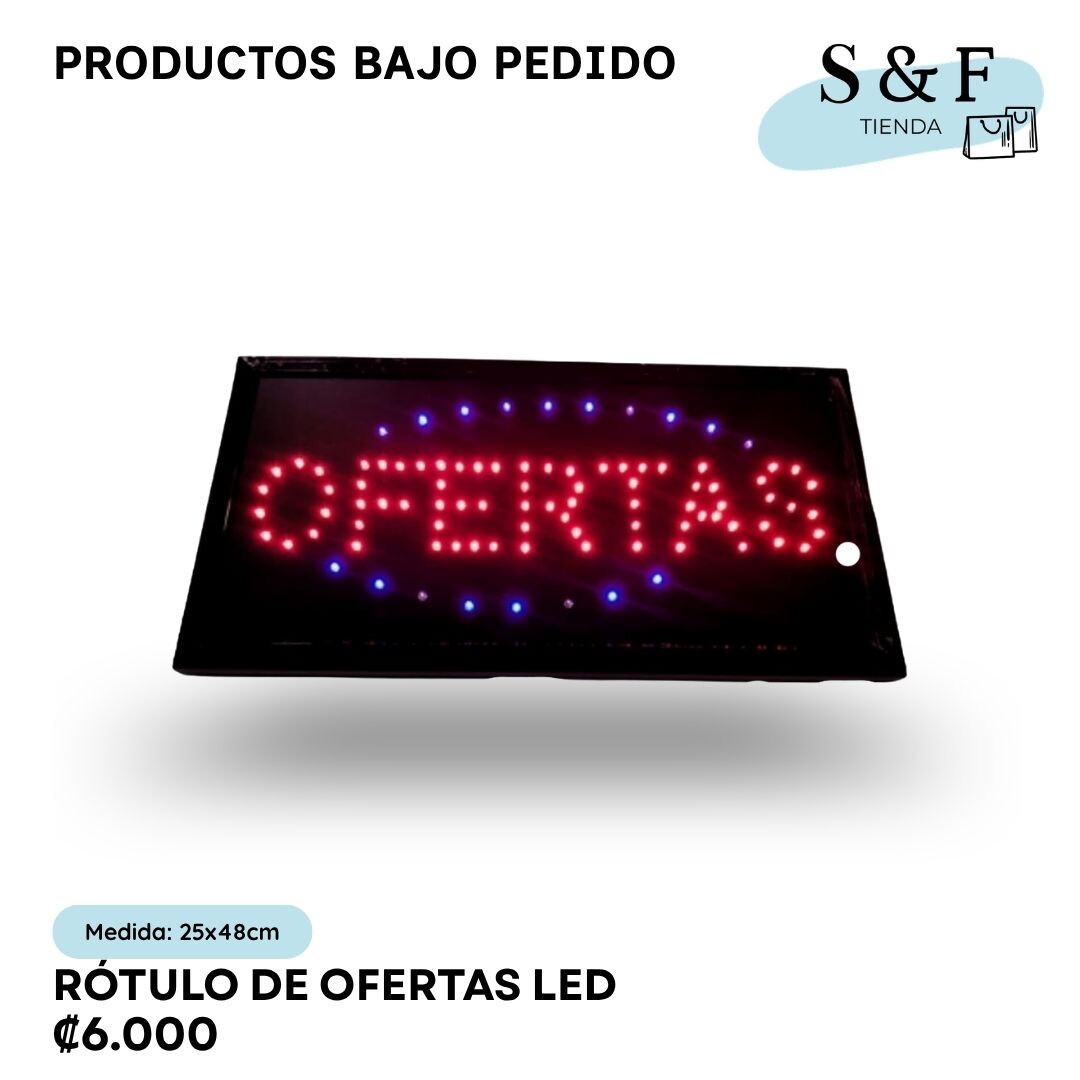 PRODUCTOS BAJO PEDIDO
S & F
TIENDA
OFERTAS
Medida: 25x48cm
RÓTULO DE OFERTAS LED
₡6.000